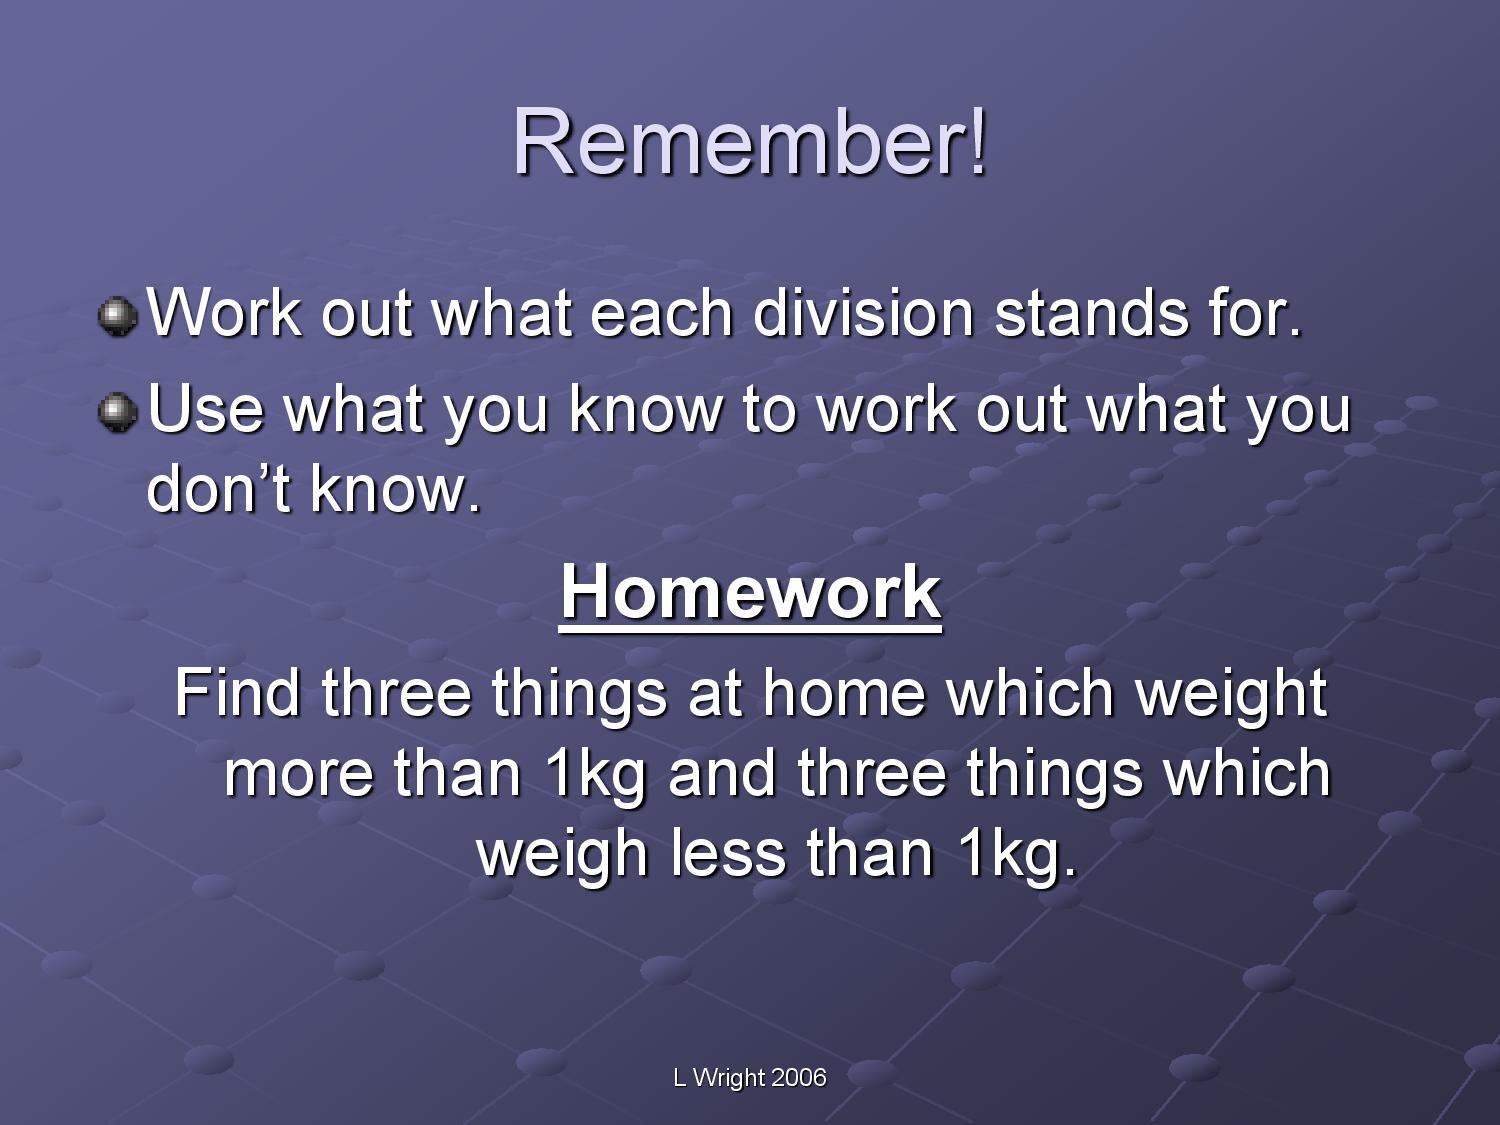 Remember!
Work out what each division stands for.
Use what you know to work out what you
don’t know.
Homework
Find three things at home which weight
more than 1kg and three things which
weigh less than 1kg.
L Wright 2006